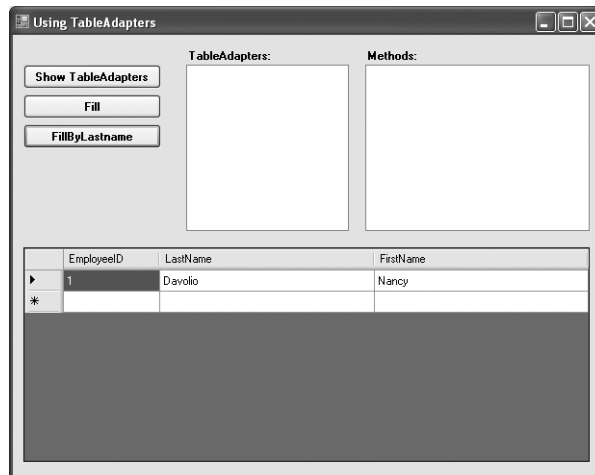 Using TableAdapters
TableAdapters:
Methods:
Show TableAdapters
Fill
FillByLastname
EmployeeID LastName FirstName
1 Davolio Nancy